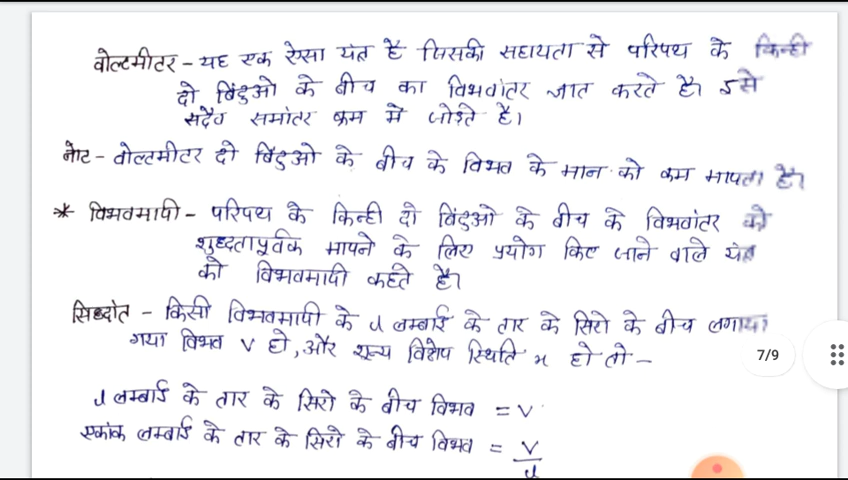 वोल्टमीटर - यह एक ऐसा यंत्र है जिसकी सहायता से परिपथ के किन्ही
दो बिंदुओ के बीच का विभवांतर ज्ञात करते है। इसे
सदैव समांतर क्रम मे जोड़ते है।
नोट - वोल्टमीटर दो बिंदुओ के बीच के विभव के मान को कम मापता है।
* विभवमापी - परिपथ के किन्ही दो बिंदुओ के बीच के विभवांतर को
शुध्दतापूर्वक मापने के लिए प्रयोग किए जाने वाले यंत्र
को विभवमापी कहते है।
सिध्दांत - किसी विभवमापी के l लम्बाई के तार के सिरो के बीच लगाया
गया विभव V हो, और शून्य विक्षेप स्थिति x हो तो -
7/9
l लम्बाई के तार के सिरो के बीच विभव = V
एकांक लम्बाई के तार के सिरो के बीच विभव = V/l